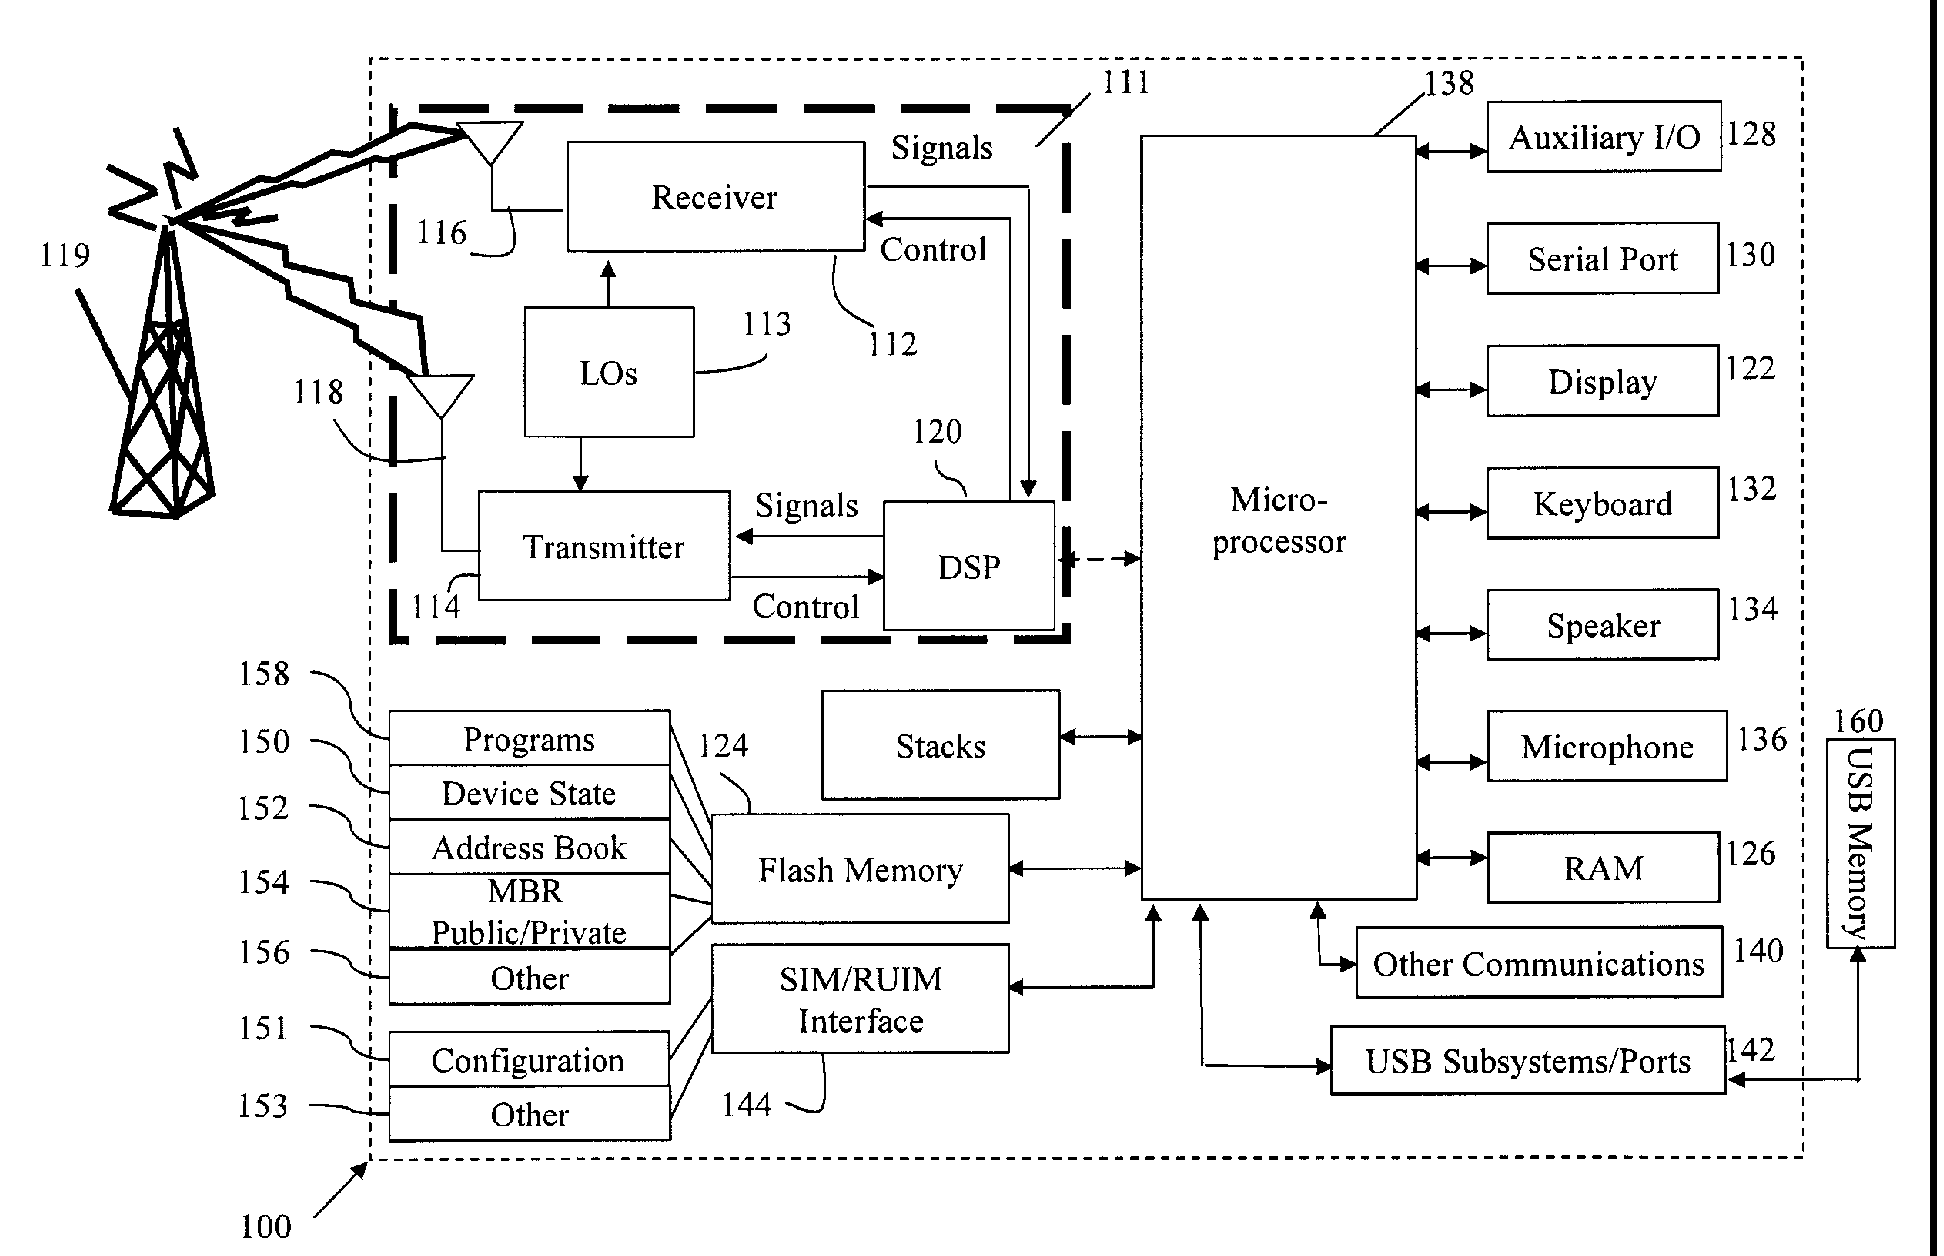 111
138
Auxiliary I/O
128
Signals
Receiver
116
Control
119
Serial Port
130
113
112
LOs
118
Display
122
120
Signals
Transmitter
DSP
Micro-
processor
Keyboard
132
114
Control
Speaker
134
158
Programs
150
Device State
152
Address Book
154
MBR
Public/Private
156
Other
124
Stacks
Flash Memory
Microphone
136
160
USB Memory
RAM
126
SIM/RUIM
Interface
Other Communications
140
151
Configuration
153
Other
144
USB Subsystems/Ports
142
100